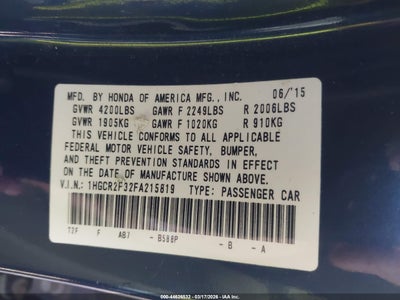 MFD. BY HONDA OF AMERICA MFG., INC. 06/'15
GVWR 4200LBS GAWR F 2249LBS R 2006LBS
GVWR 1905KG GAWR F 1020KG R 910KG
THIS VEHICLE CONFORMS TO ALL APPLICABLE
FEDERAL MOTOR VEHICLE SAFETY, BUMPER,
AND THEFT PREVENTION STANDARDS IN EFFECT
ON THE DATE OF MANUFACTURE SHOWN ABOVE.
V.I.N.: 1HGCR2F32FA215819 TYPE: PASSENGER CAR
72F F AB7 - B588P - B - A
000-44626532 - 03/17/2026 - IAA Inc.